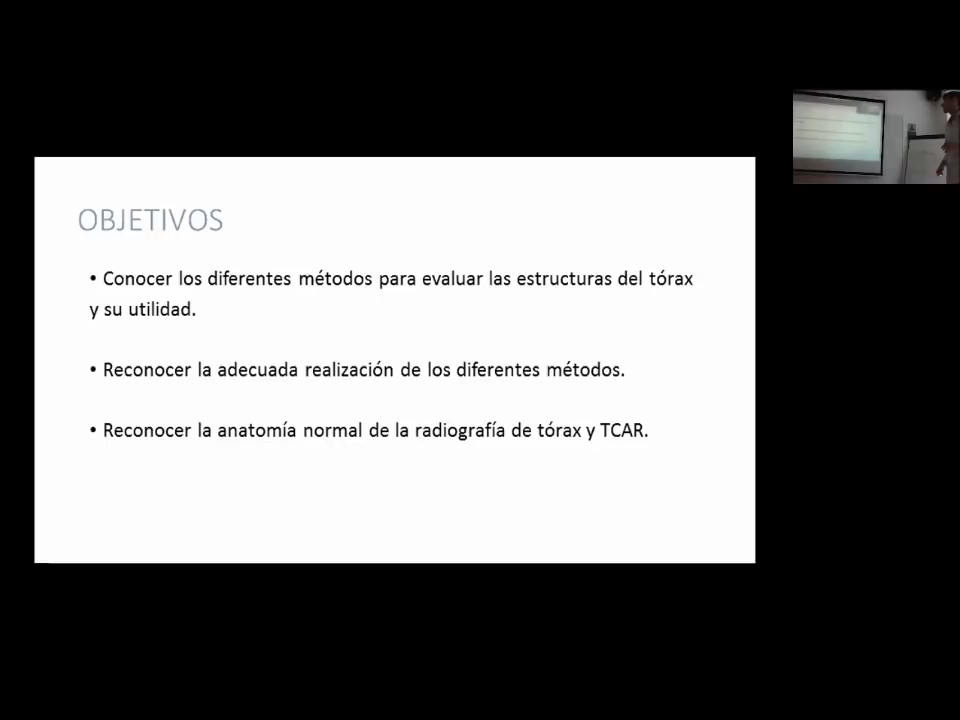 OBJETIVOS
• Conocer los diferentes métodos para evaluar las estructuras del tórax
y su utilidad.
• Reconocer la adecuada realización de los diferentes métodos.
• Reconocer la anatomía normal de la radiografía de tórax y TCAR.